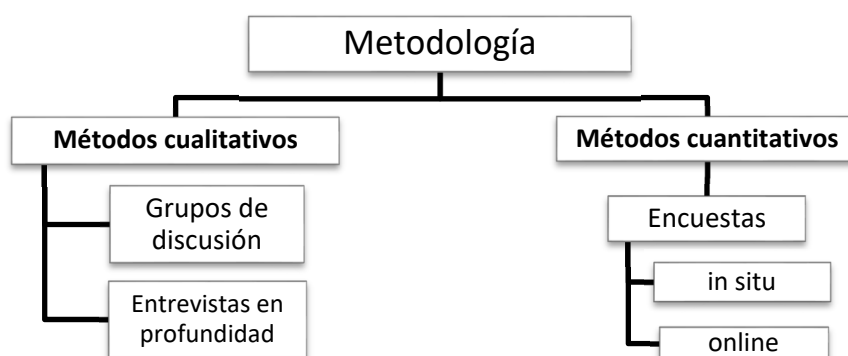 Metodología
Métodos cualitativos
Métodos cuantitativos
Grupos de
discusión
Encuestas
in situ
Entrevistas en
profundidad
online